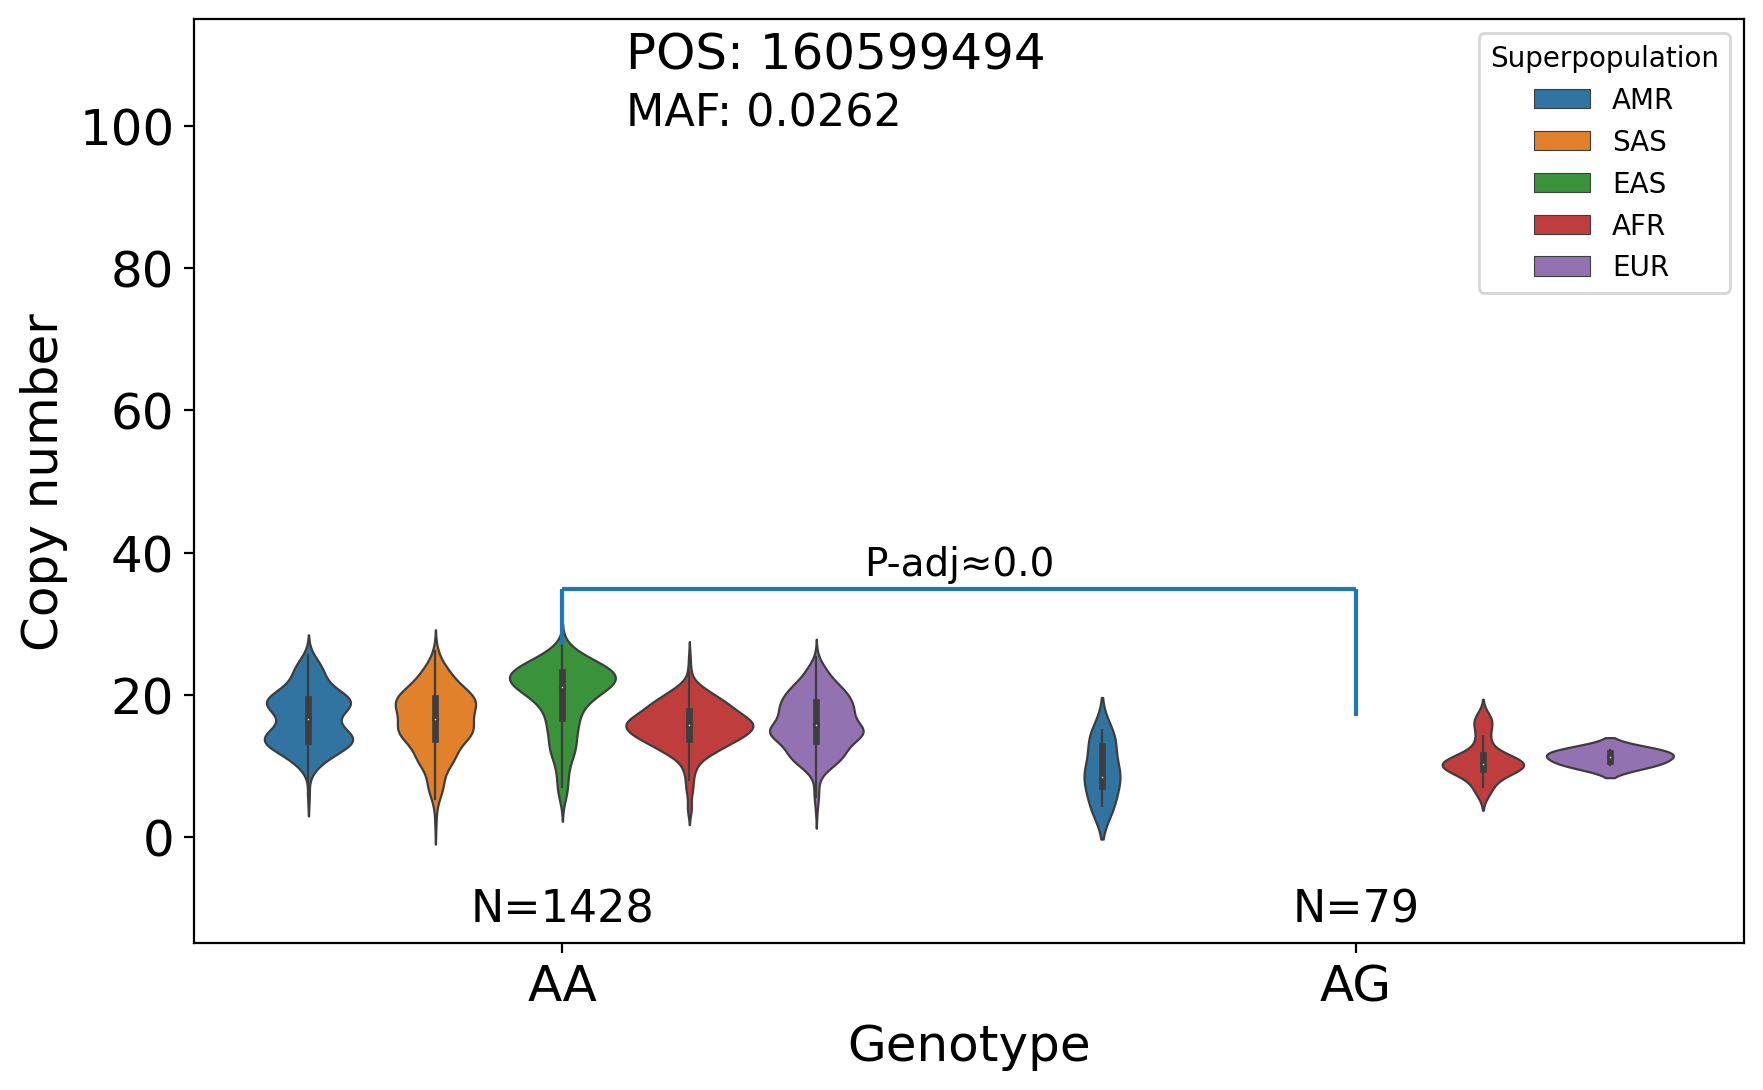 POS: 160599494
MAF: 0.0262
Superpopulation
AMR
SAS
EAS
AFR
EUR
Copy number
100
80
60
40
20
0
P-adj≈0.0
N=1428
N=79
AA
AG
Genotype